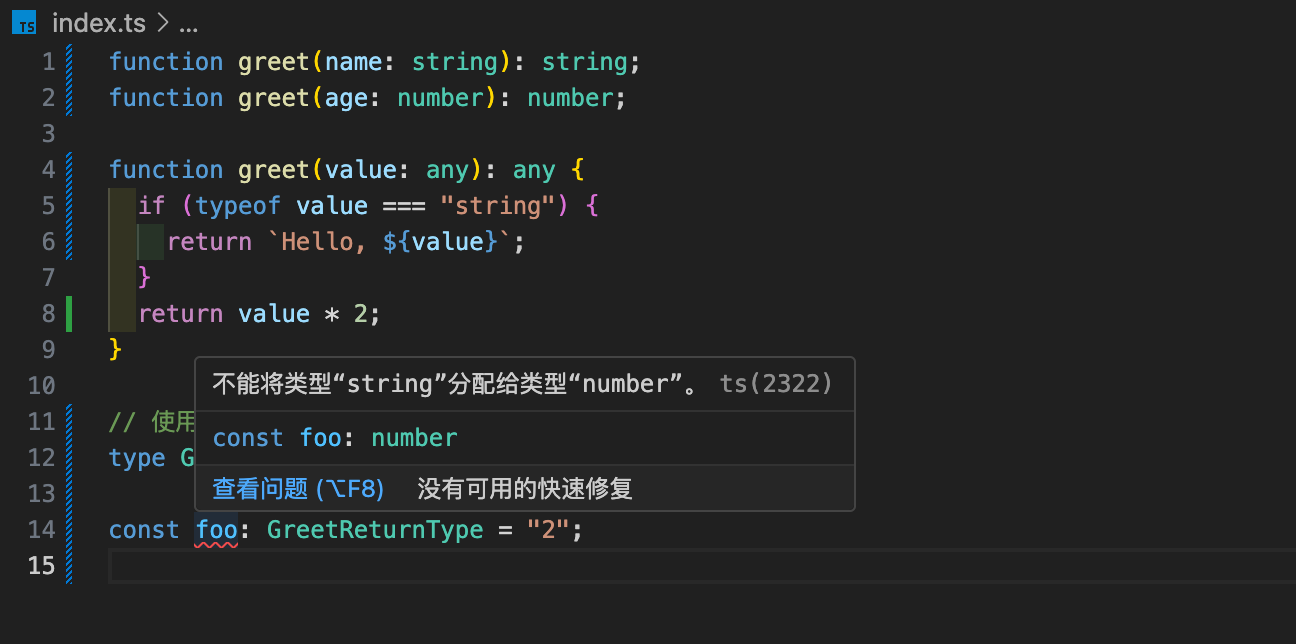 TS index.ts > ...
1 function greet(name: string): string;
2 function greet(age: number): number;
3
4 function greet(value: any): any {
5 if (typeof value === "string") {
6 return `Hello, ${value}`;
7 }
8 return value * 2;
9 }
不能将类型“string”分配给类型“number”。 ts(2322)
10
11 // 使用
const foo: number
12 type G
查看问题 (⌥F8) 没有可用的快速修复
13
14 const foo: GreetReturnType = "2";
15